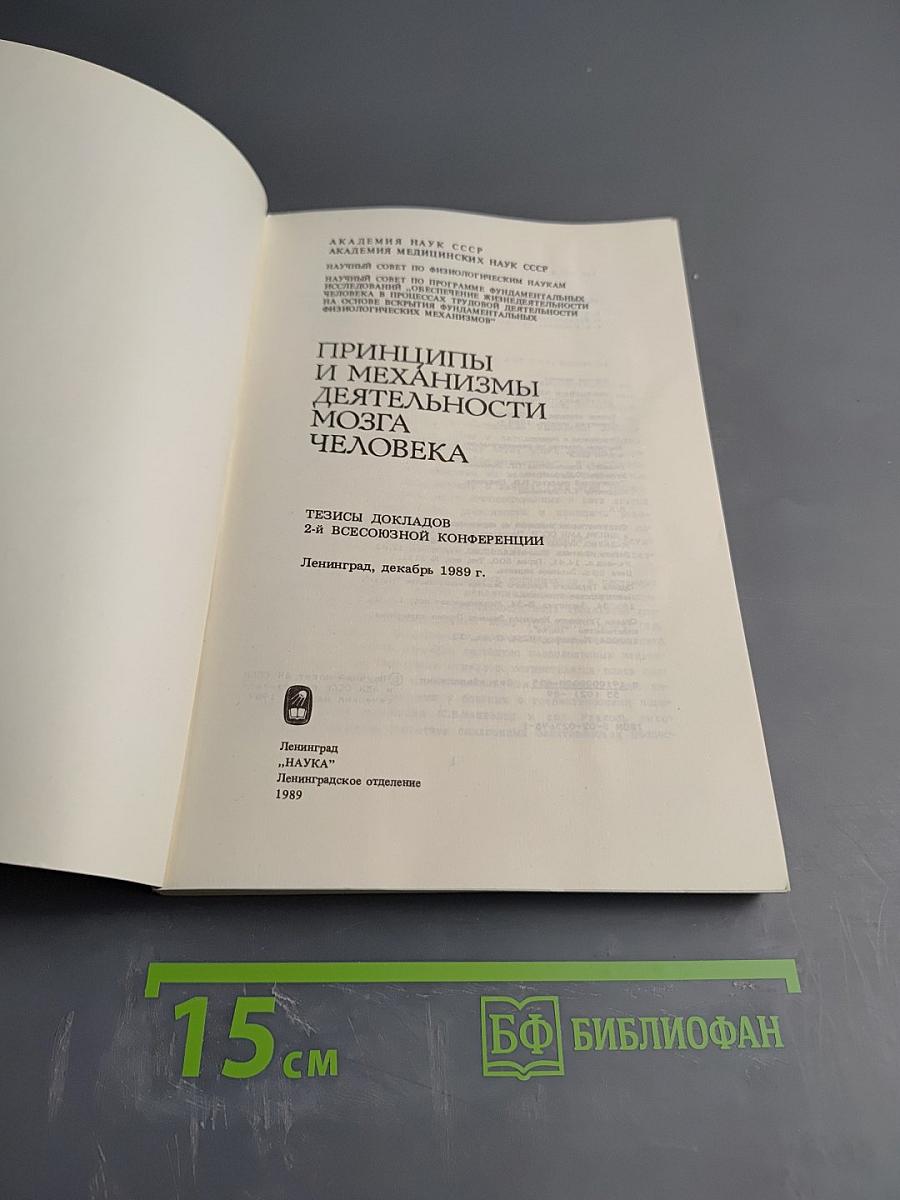 АКАДЕМИЯ НАУК СССР
АКАДЕМИЯ МЕДИЦИНСКИХ НАУК СССР
НАУЧНЫЙ СОВЕТ ПО ФИЗИОЛОГИЧЕСКИМ НАУКАМ
НАУЧНЫЙ СОВЕТ ПО ПРОГРАММЕ ФУНДАМЕНТАЛЬНЫХ
ИССЛЕДОВАНИЙ „ОБЕСПЕЧЕНИЕ ЖИЗНЕДЕЯТЕЛЬНОСТИ
ЧЕЛОВЕКА В ПРОЦЕССАХ ТРУДОВОЙ ДЕЯТЕЛЬНОСТИ
НА ОСНОВЕ ВСКРЫТИЯ ФУНДАМЕНТАЛЬНЫХ
ФИЗИОЛОГИЧЕСКИХ МЕХАНИЗМОВ"
ПРИНЦИПЫ
И МЕХАНИЗМЫ
ДЕЯТЕЛЬНОСТИ
МОЗГА
ЧЕЛОВЕКА
ТЕЗИСЫ ДОКЛАДОВ
2-й ВСЕСОЮЗНОЙ КОНФЕРЕНЦИИ
Ленинград, декабрь 1989 г.
Ленинград
„НАУКА"
Ленинградское отделение
1989
15 см
БФ БИБЛИОФАН